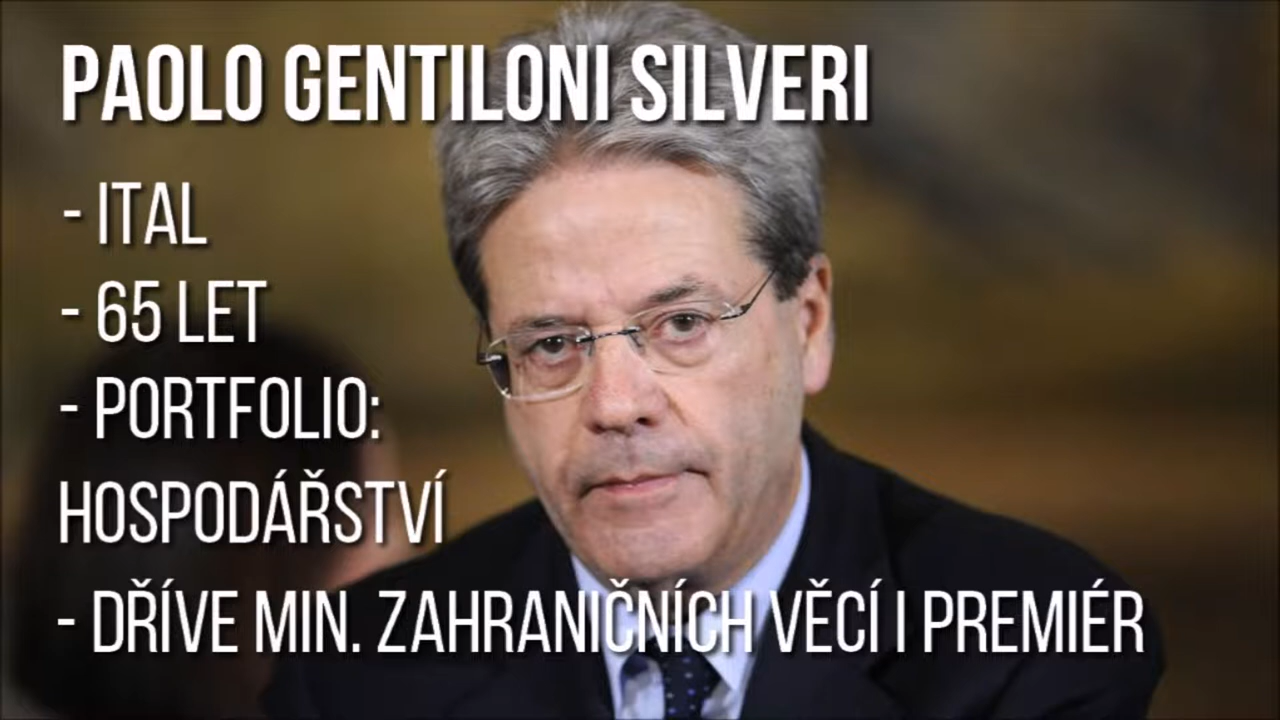 PAOLO GENTILONI SILVERI
- ITAL
- 65 LET
- PORTFOLIO:
HOSPODÁŘSTVÍ
- DŘÍVE MIN. ZAHRANIČNÍCH VĚCÍ I PREMIÉR